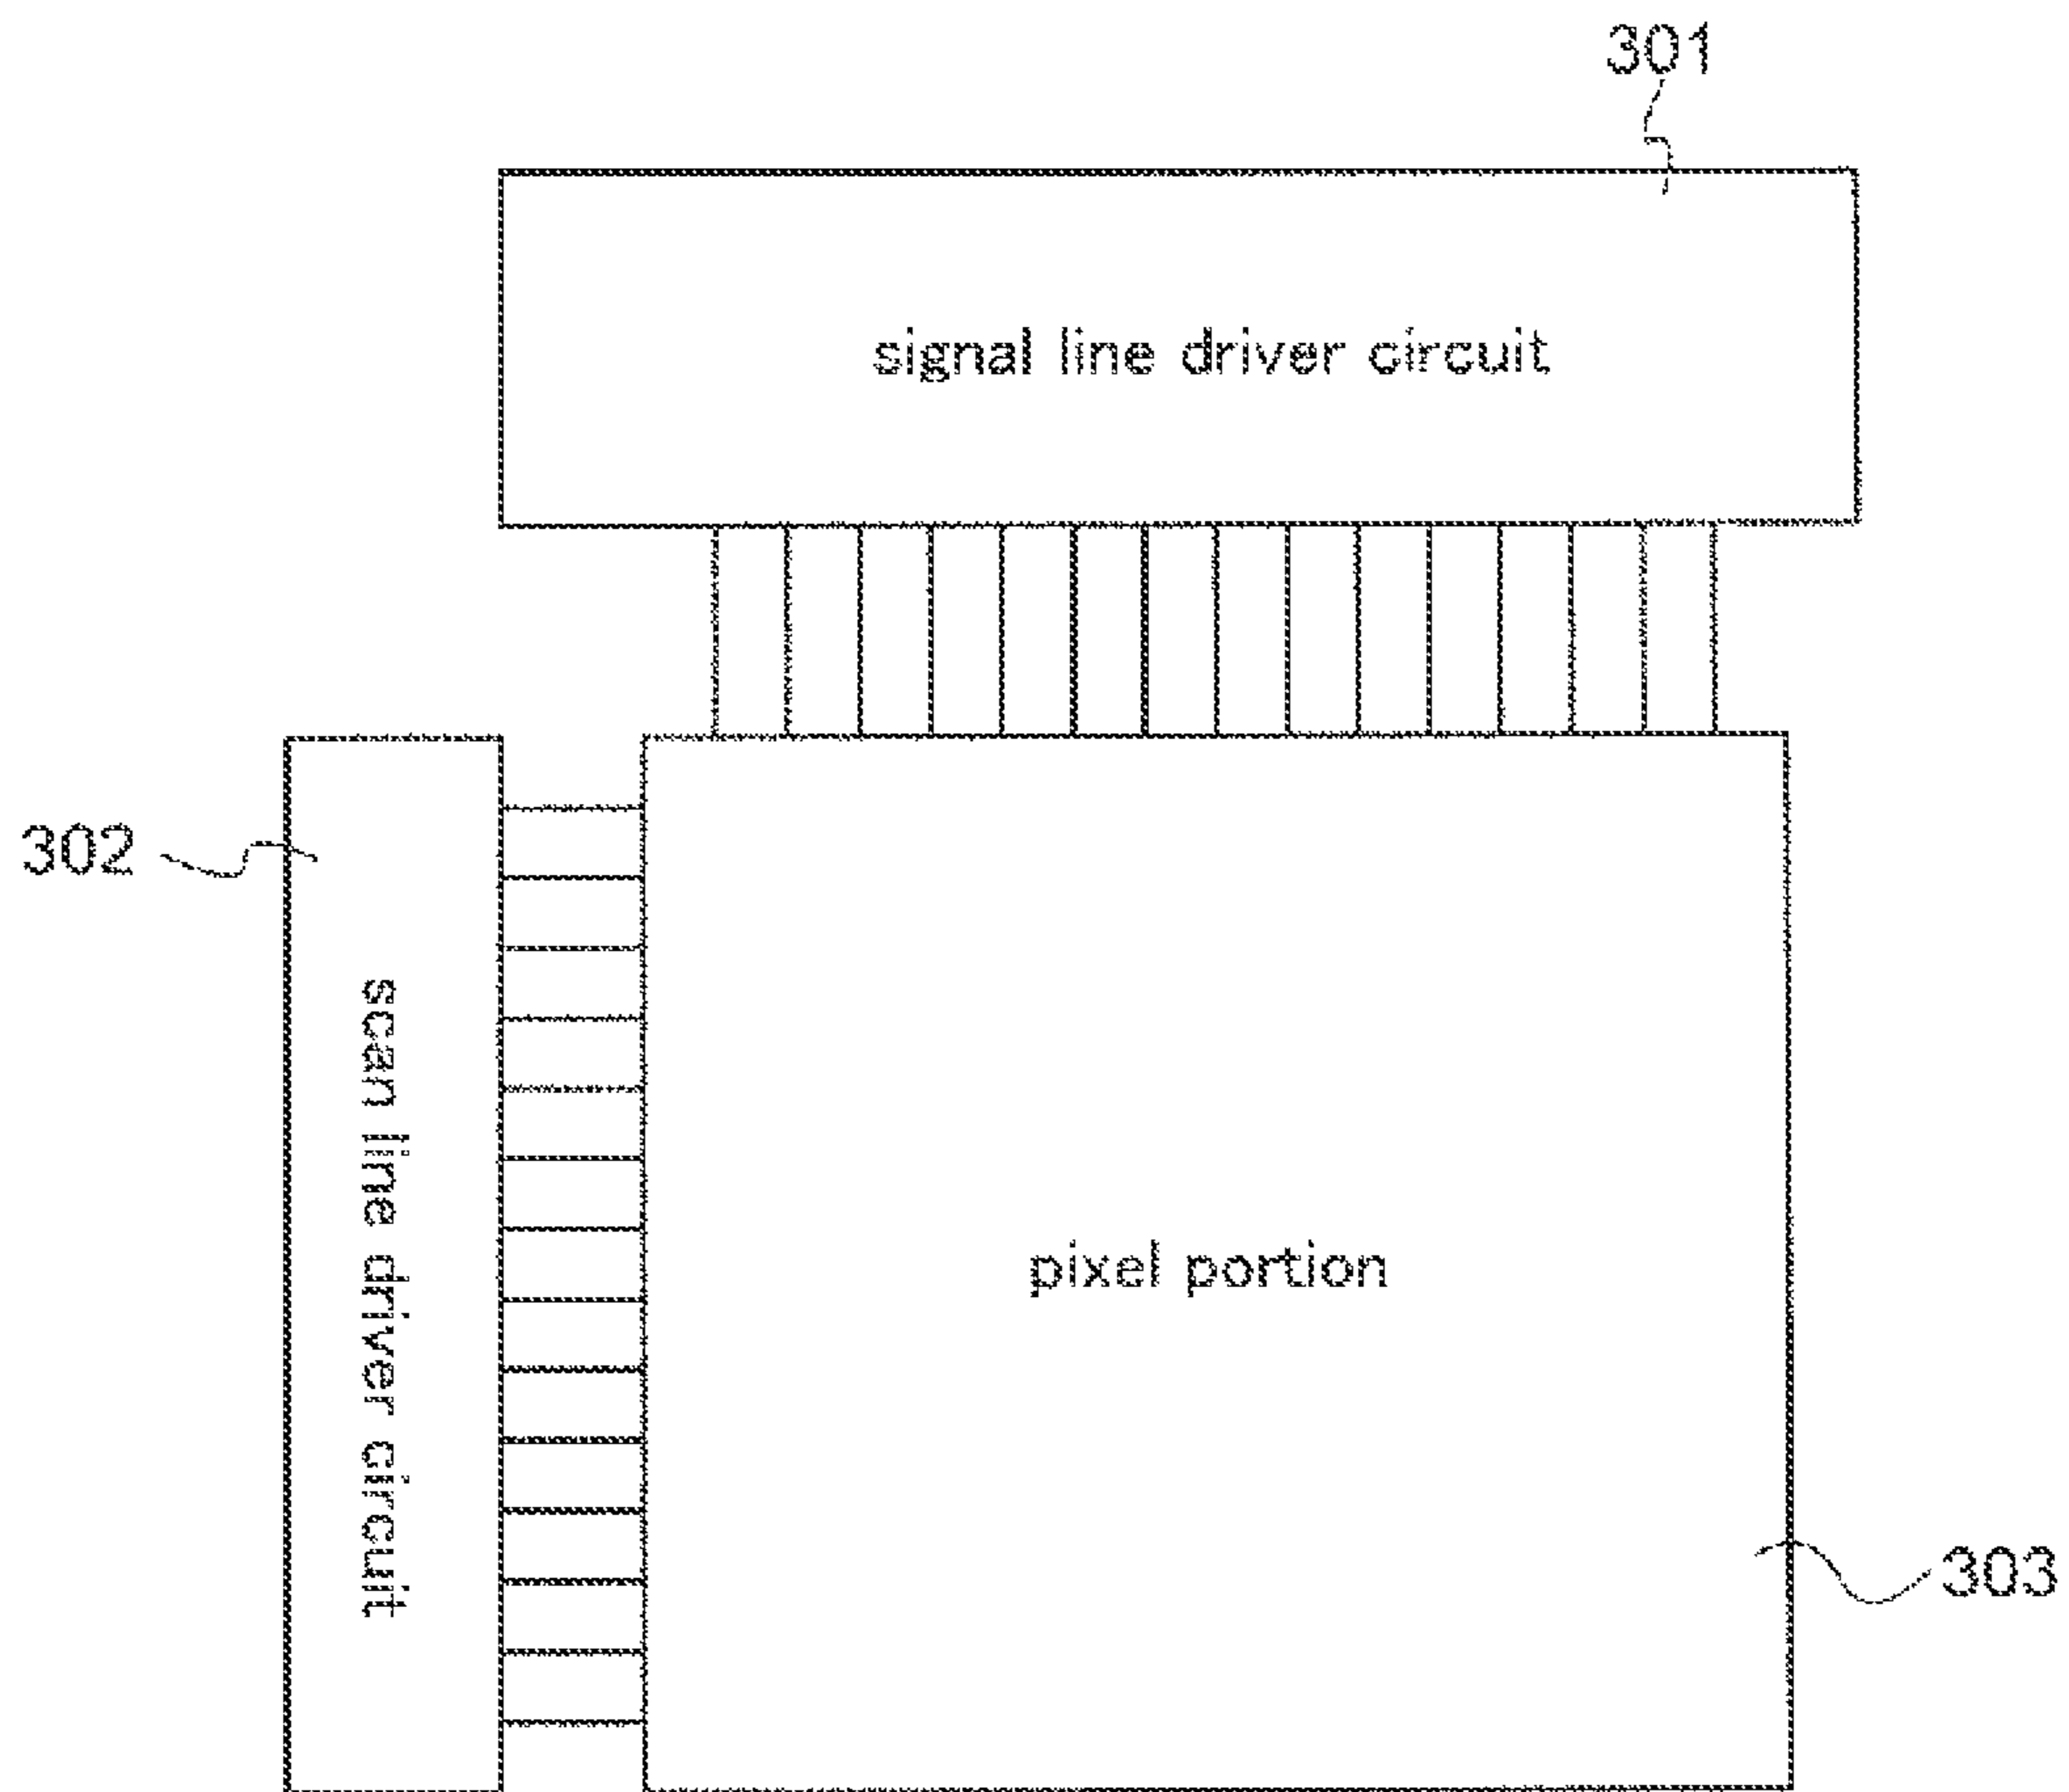 301
signal line driver circuit
302
scan line driver circuit
pixel portion
303